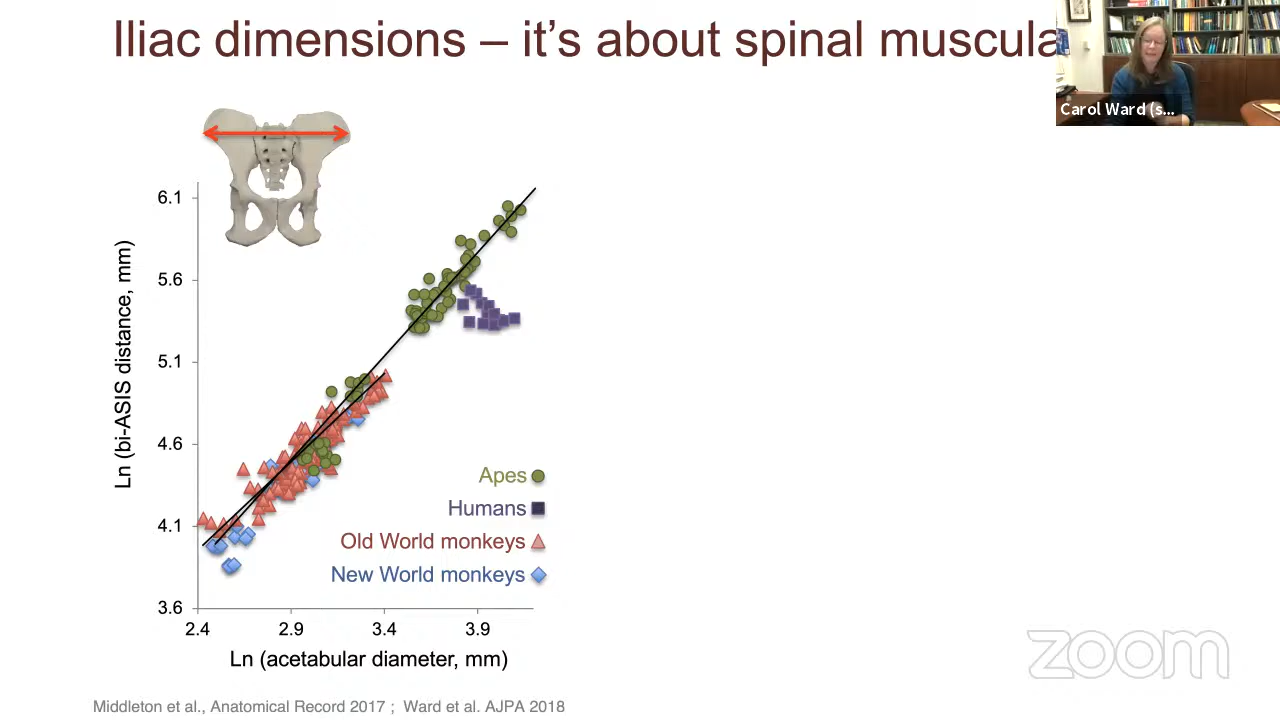 Iliac dimensions – it's about spinal muscula
Carol Ward (s...
6.1
5.6
5.1
4.6
4.1
3.6
Ln (bi-ASIS distance, mm)
Apes
Humans
Old World monkeys
New World monkeys
2.4 2.9 3.4 3.9
Ln (acetabular diameter, mm)
zoom
Middleton et al., Anatomical Record 2017 ; Ward et al. AJPA 2018